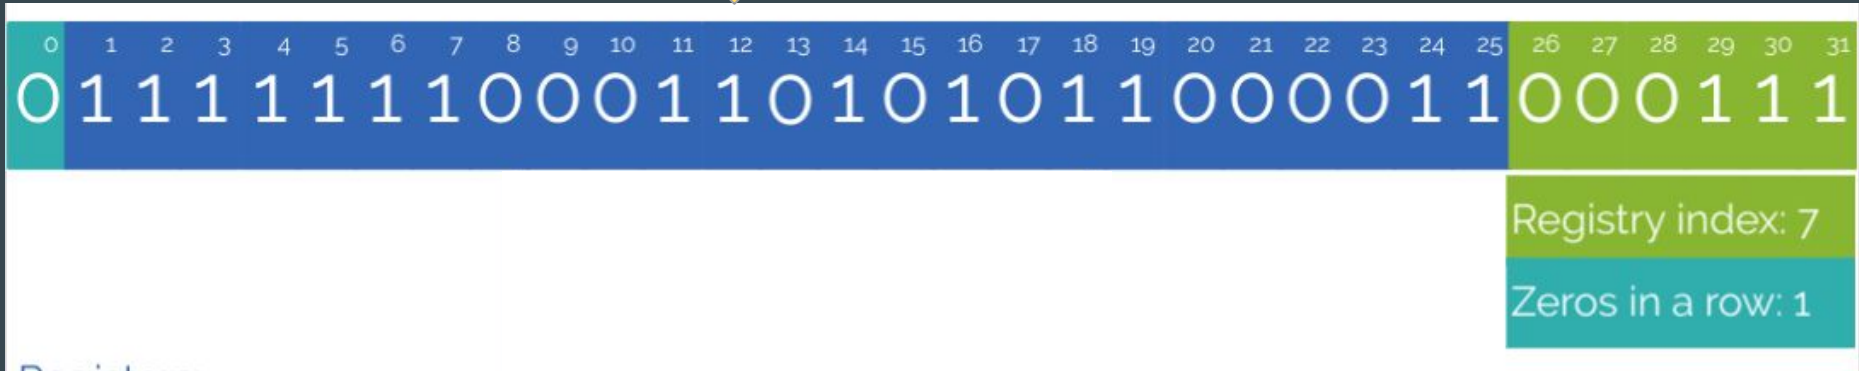 0 1 2 3 4 5 6 7 8 9 10 11 12 13 14 15 16 17 18 19 20 21 22 23 24 25 26 27 28 29 30 31
0 1 1 1 1 1 1 1 0 0 0 1 1 0 1 0 1 0 1 1 0 0 0 0 1 1 0 0 0 1 1 1
Registry index: 7
Zeros in a row: 1